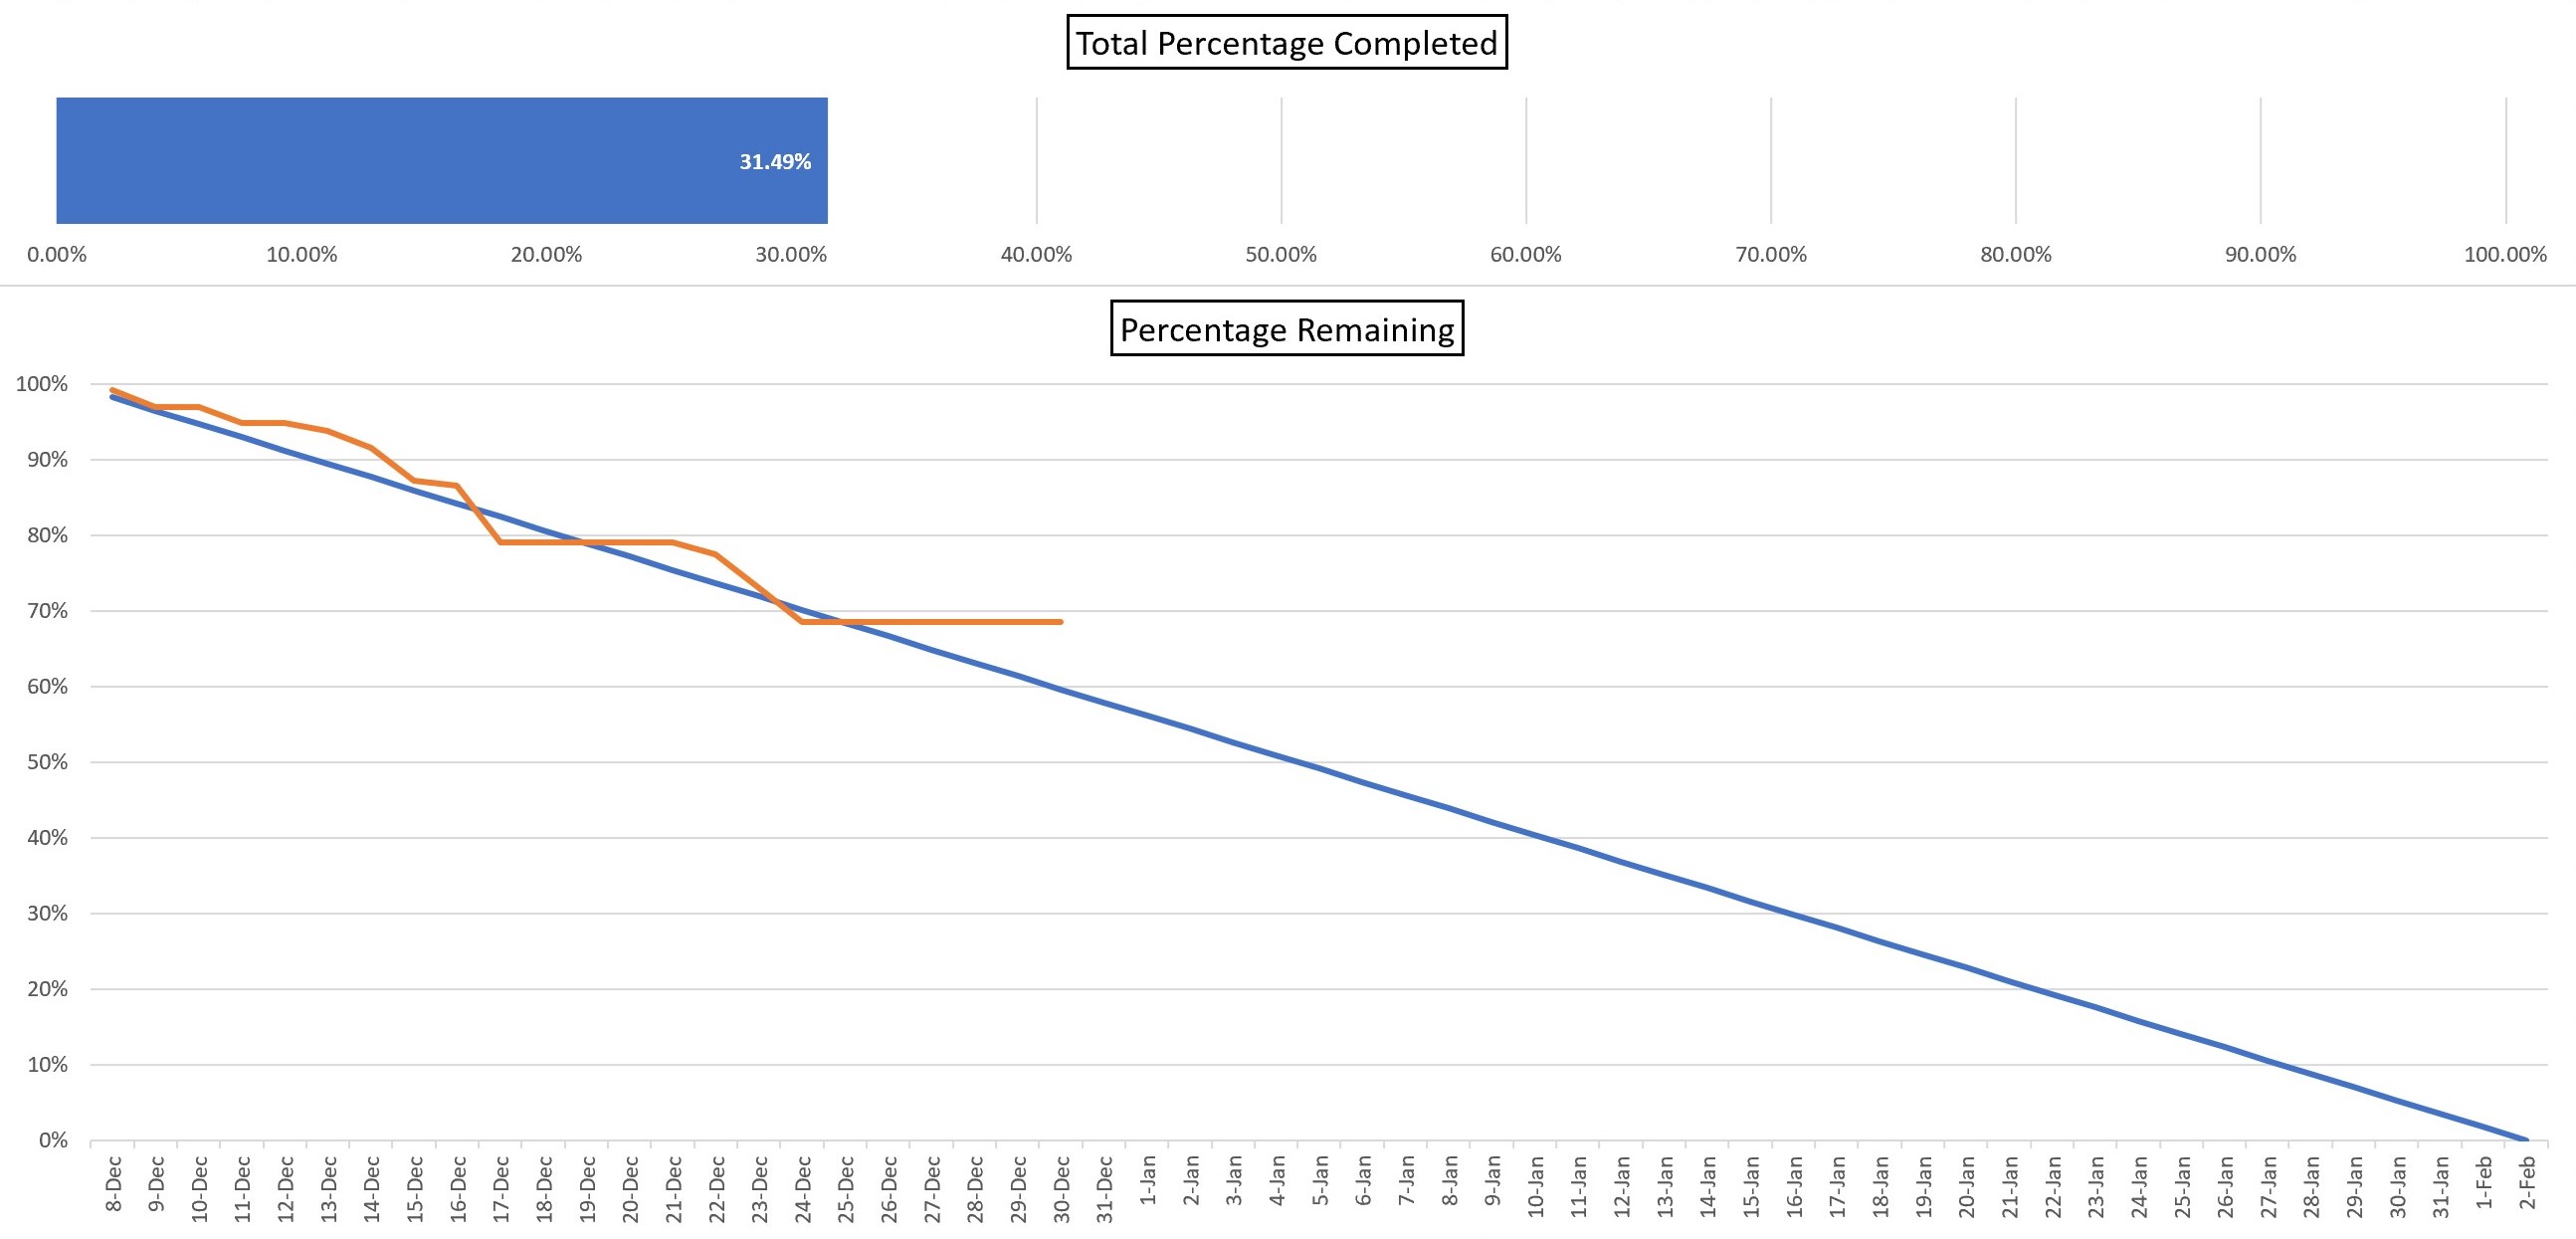 Total Percentage Completed
31.49%
0.00% 10.00% 20.00% 30.00% 40.00% 50.00% 60.00% 70.00% 80.00% 90.00% 100.00%
Percentage Remaining
100%
90%
80%
70%
60%
50%
40%
30%
20%
10%
0%
8-Dec
9-Dec
10-Dec
11-Dec
12-Dec
13-Dec
14-Dec
15-Dec
16-Dec
17-Dec
18-Dec
19-Dec
20-Dec
21-Dec
22-Dec
23-Dec
24-Dec
25-Dec
26-Dec
27-Dec
28-Dec
29-Dec
30-Dec
31-Dec
1-Jan
2-Jan
3-Jan
4-Jan
5-Jan
6-Jan
7-Jan
8-Jan
9-Jan
10-Jan
11-Jan
12-Jan
13-Jan
14-Jan
15-Jan
16-Jan
17-Jan
18-Jan
19-Jan
20-Jan
21-Jan
22-Jan
23-Jan
24-Jan
25-Jan
26-Jan
27-Jan
28-Jan
29-Jan
30-Jan
31-Jan
1-Feb
2-Feb